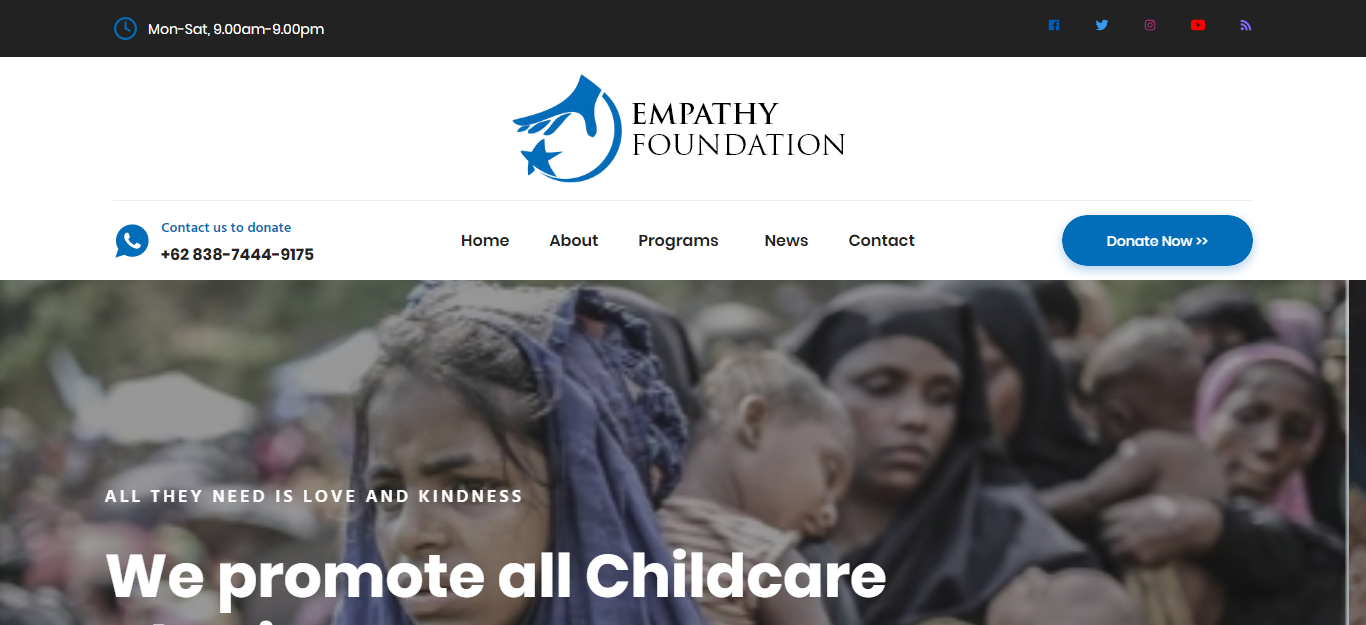 Mon-Sat, 9.00am-9.00pm
EMPATHY
FOUNDATION
Contact us to donate
+62 838-7444-9175
Home About Programs News Contact
Donate Now >>
ALL THEY NEED IS LOVE AND KINDNESS
We promote all Childcare